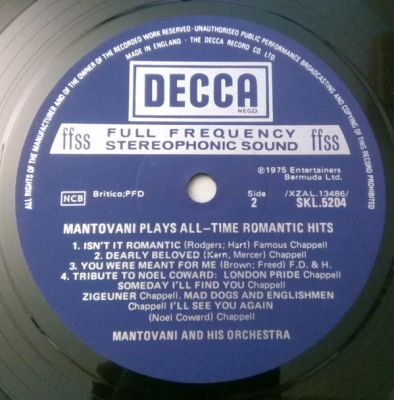 ALL RIGHTS OF THE MANUFACTURER AND OF THE OWNER OF THE RECORDED WORK RESERVED · UNAUTHORISED PUBLIC PERFORMANCE BROADCASTING AND COPYING OF THIS RECORD PROHIBITED
MADE IN ENGLAND · THE DECCA RECORD CO LTD.
DECCA
REGD.
ffss FULL FREQUENCY ffss
STEREOPHONIC SOUND
NCB Britico;PFD
℗1975 Entertainers
Bermuda Ltd.
Side /XZAL.13486/
2 SKL.5204
MANTOVANI PLAYS ALL-TIME ROMANTIC HITS
1. ISN'T IT ROMANTIC (Rodgers; Hart) Famous Chappell
2. DEARLY BELOVED (Kern, Mercer) Chappell
3. YOU WERE MEANT FOR ME (Brown; Freed) F.D. & H.
4. TRIBUTE TO NOEL COWARD: LONDON PRIDE Chappell
SOMEDAY I'LL FIND YOU Chappell
ZIGEUNER Chappell. MAD DOGS AND ENGLISHMEN
Chappell I'LL SEE YOU AGAIN
(Noel Coward) Chappell
MANTOVANI AND HIS ORCHESTRA